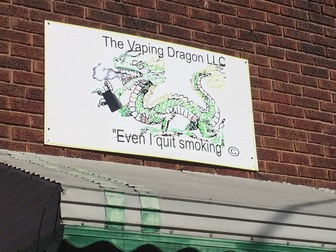 The Vaping Dragon LLC
"Even I quit smoking" ©